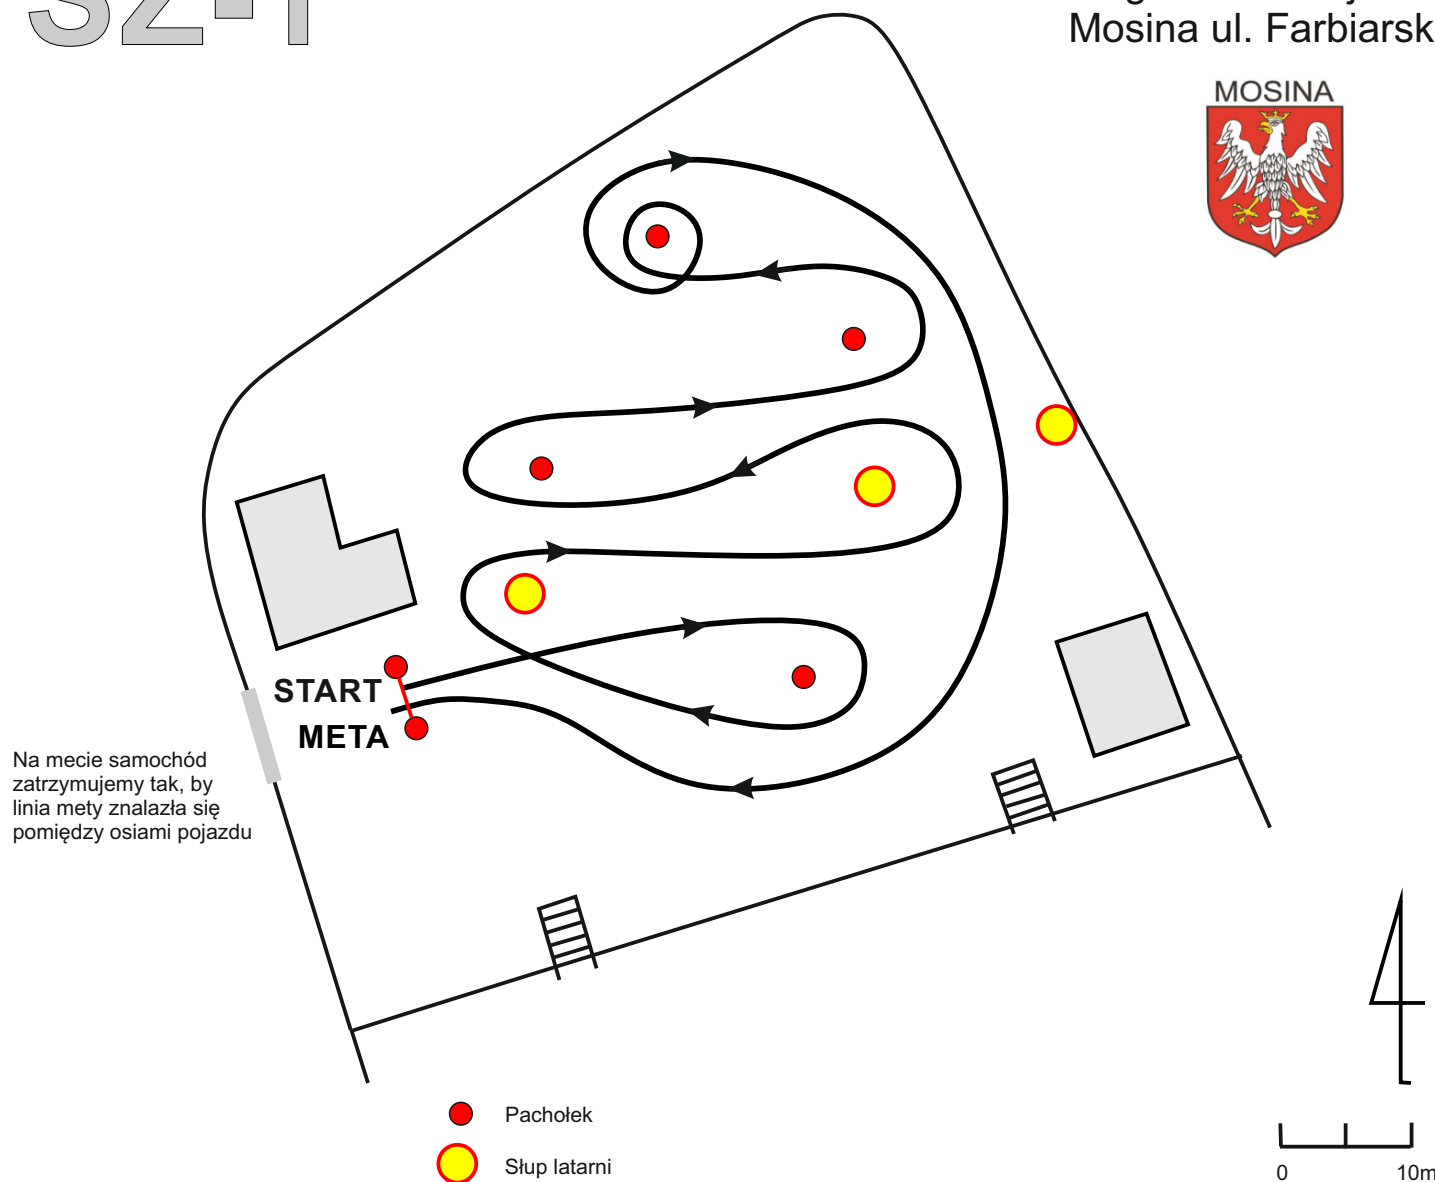 Mosina ul. Farbiarsk
MOSINA
START
META
Na mecie samochód
zatrzymujemy tak, by
linia mety znalazła się
pomiędzy osiami pojazdu
Pachołek
Słup latarni
0 10m